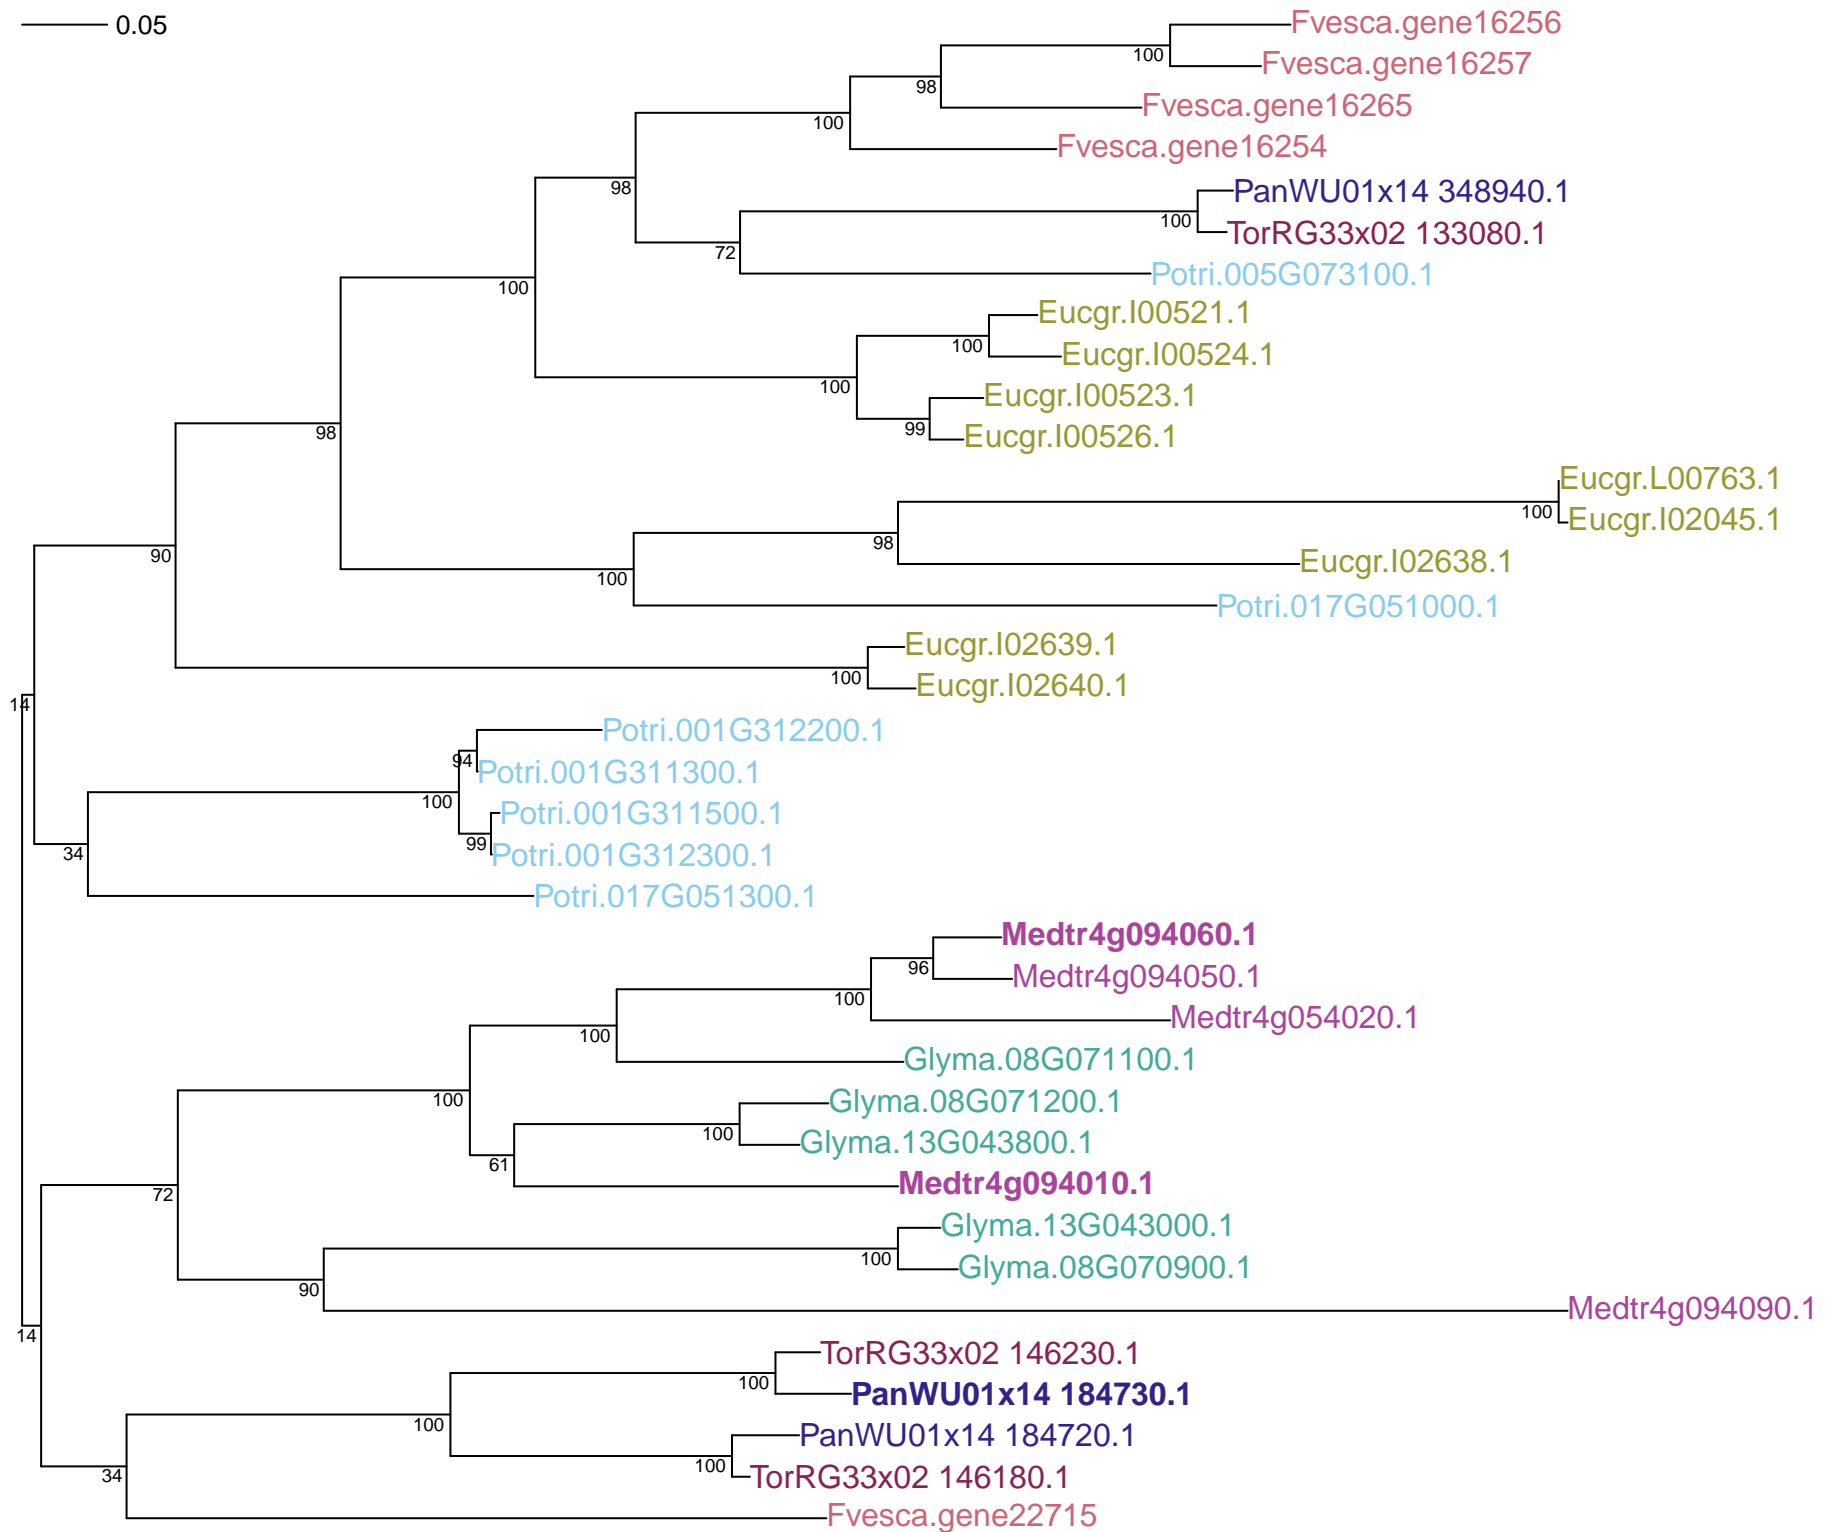 0.05
Fvesca.gene16256
100
Fvesca.gene16257
98
Fvesca.gene16265
100
Fvesca.gene16254
98
PanWU01x14 348940.1
100
TorRG33x02 133080.1
72
Potri.005G073100.1
100
Eucgr.I00521.1
100
Eucgr.I00524.1
100
Eucgr.I00523.1
99
Eucgr.I00526.1
98
Eucgr.L00763.1
100
Eucgr.I02045.1
98
Eucgr.I02638.1
90
100
Potri.017G051000.1
Eucgr.I02639.1
100
Eucgr.I02640.1
14
Potri.001G312200.1
94
Potri.001G311300.1
100
Potri.001G311500.1
99
Potri.001G312300.1
34
Potri.017G051300.1
Medtr4g094060.1
96
Medtr4g094050.1
100
Medtr4g054020.1
100
Glyma.08G071100.1
100
Glyma.08G071200.1
100
Glyma.13G043800.1
61
Medtr4g094010.1
72
Glyma.13G043000.1
100
Glyma.08G070900.1
90
Medtr4g094090.1
14
TorRG33x02 146230.1
100
PanWU01x14 184730.1
100
PanWU01x14 184720.1
100
TorRG33x02 146180.1
34
Fvesca.gene22715